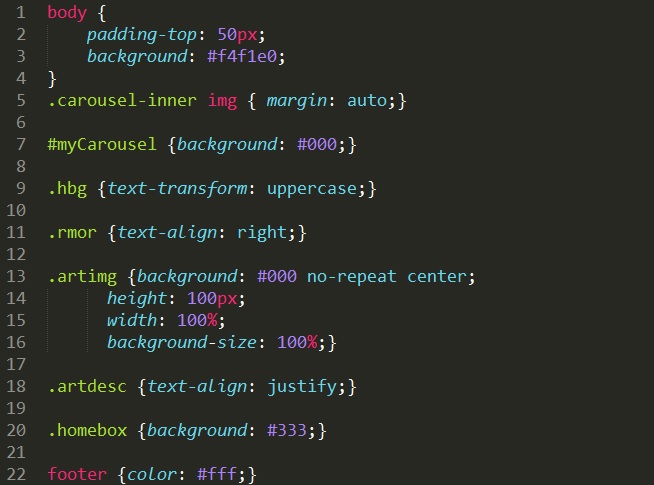 1 body {
2     padding-top: 50px;
3     background: #f4f1e0;
4 }
5 .carousel-inner img { margin: auto;}
6
7 #myCarousel {background: #000;}
8
9 .hbg {text-transform: uppercase;}
10
11 .rmor {text-align: right;}
12
13 .artimg {background: #000 no-repeat center;
14       height: 100px;
15       width: 100%;
16       background-size: 100%;}
17
18 .artdesc {text-align: justify;}
19
20 .homebox {background: #333;}
21
22 footer {color: #fff;}